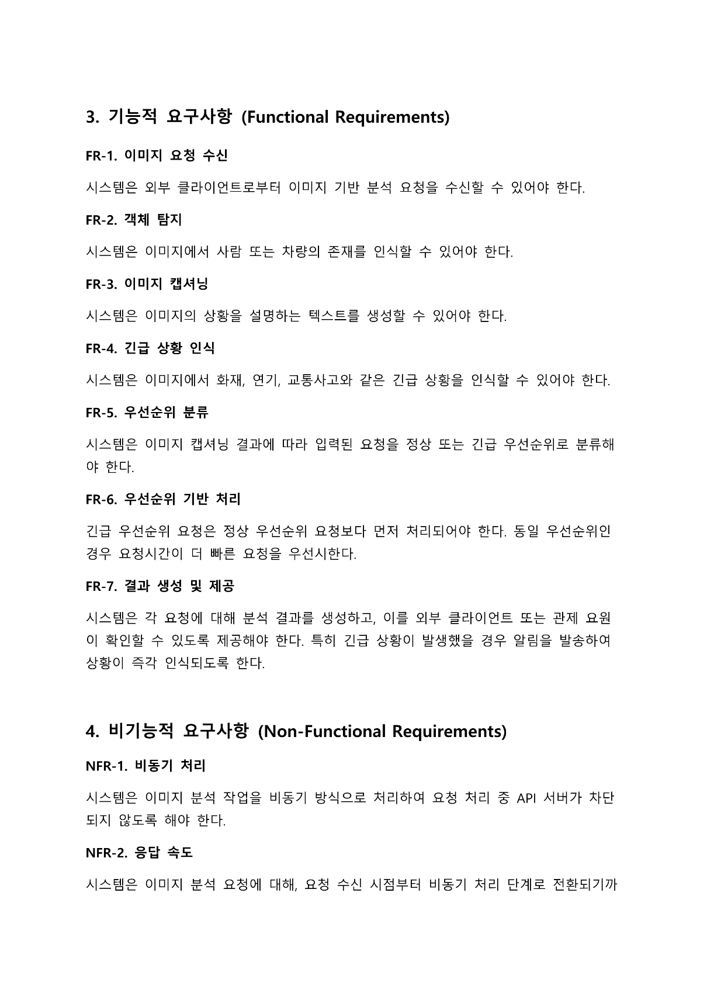 3. 기능적 요구사항 (Functional Requirements)
FR-1. 이미지 요청 수신
시스템은 외부 클라이언트로부터 이미지 기반 분석 요청을 수신할 수 있어야 한다.
FR-2. 객체 탐지
시스템은 이미지에서 사람 또는 차량의 존재를 인식할 수 있어야 한다.
FR-3. 이미지 캡셔닝
시스템은 이미지의 상황을 설명하는 텍스트를 생성할 수 있어야 한다.
FR-4. 긴급 상황 인식
시스템은 이미지에서 화재, 연기, 교통사고와 같은 긴급 상황을 인식할 수 있어야 한다.
FR-5. 우선순위 분류
시스템은 이미지 캡셔닝 결과에 따라 입력된 요청을 정상 또는 긴급 우선순위로 분류해
야 한다.
FR-6. 우선순위 기반 처리
긴급 우선순위 요청은 정상 우선순위 요청보다 먼저 처리되어야 한다. 동일 우선순위인
경우 요청시간이 더 빠른 요청을 우선시한다.
FR-7. 결과 생성 및 제공
시스템은 각 요청에 대해 분석 결과를 생성하고, 이를 외부 클라이언트 또는 관제 요원
이 확인할 수 있도록 제공해야 한다. 특히 긴급 상황이 발생했을 경우 알림을 발송하여
상황이 즉각 인식되도록 한다.
4. 비기능적 요구사항 (Non-Functional Requirements)
NFR-1. 비동기 처리
시스템은 이미지 분석 작업을 비동기 방식으로 처리하여 요청 처리 중 API 서버가 차단
되지 않도록 해야 한다.
NFR-2. 응답 속도
시스템은 이미지 분석 요청에 대해, 요청 수신 시점부터 비동기 처리 단계로 전환되기까